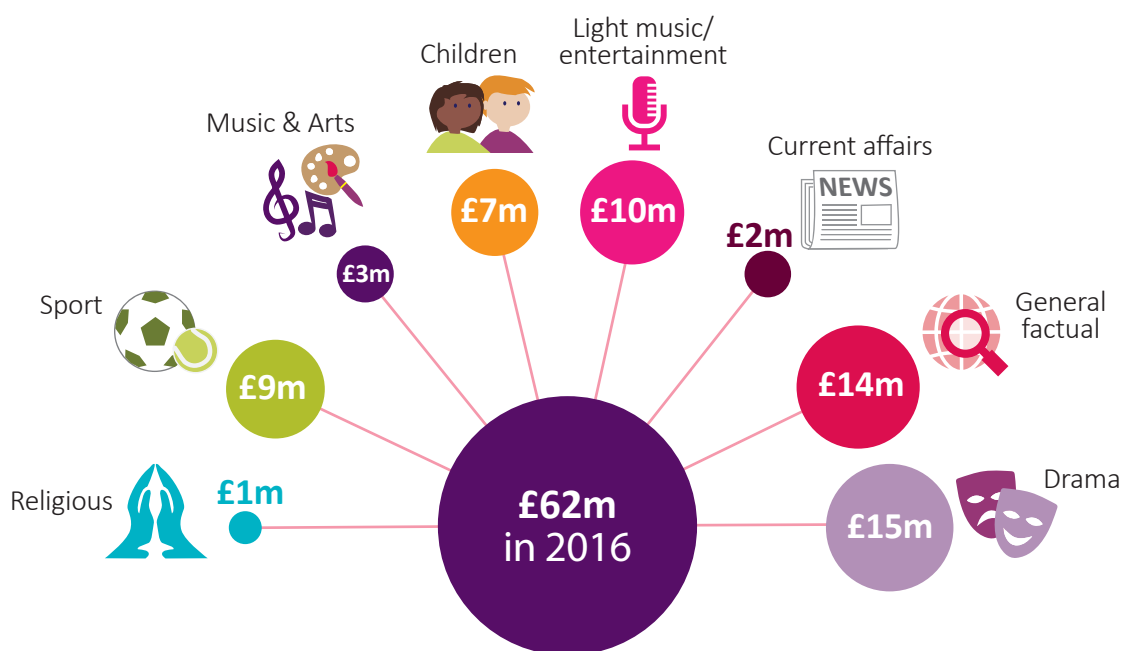 Light music/
entertainment
Children
Music & Arts
Current affairs
NEWS
£7m
£10m
£2m
£3m
Sport
General
factual
£9m
£14m
Religious
£1m
£62m
in 2016
£15m
Drama